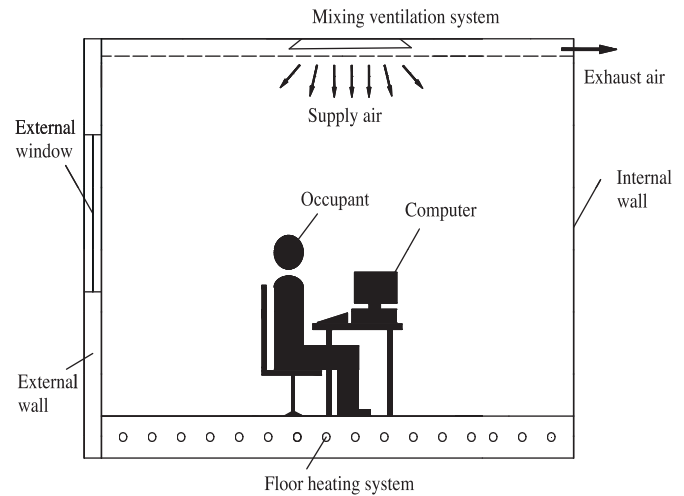 Mixing ventilation system
Exhaust air
Supply air
External
window
Internal
wall
Occupant
Computer
External
wall
Floor heating system